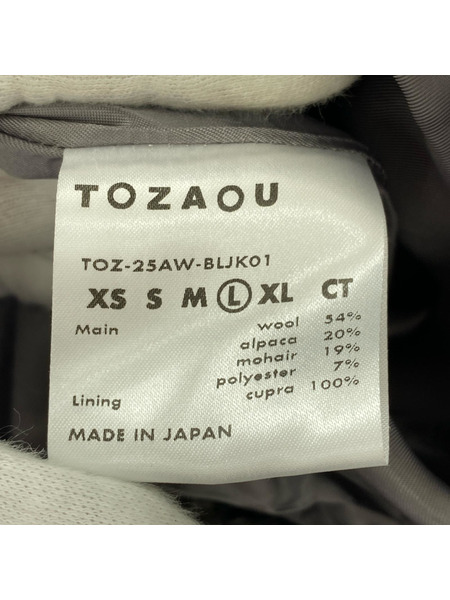 TOZAOU
TOZ-25AW-BLJK01
XS S M L XL CT
Main wool 54%
alpaca 20%
mohair 19%
polyester 7%
Lining cupra 100%
MADE IN JAPAN